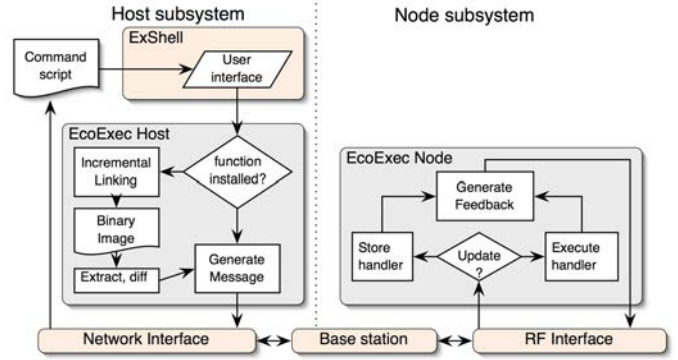 Host subsystem
Node subsystem
ExShell
Command
script
User
interface
EcoExec Host
function
installed?
Incremental
Linking
Binary
Image
Extract, diff
Generate
Message
EcoExec Node
Generate
Feedback
Store
handler
Update
?
Execute
handler
Network Interface
Base station
RF Interface